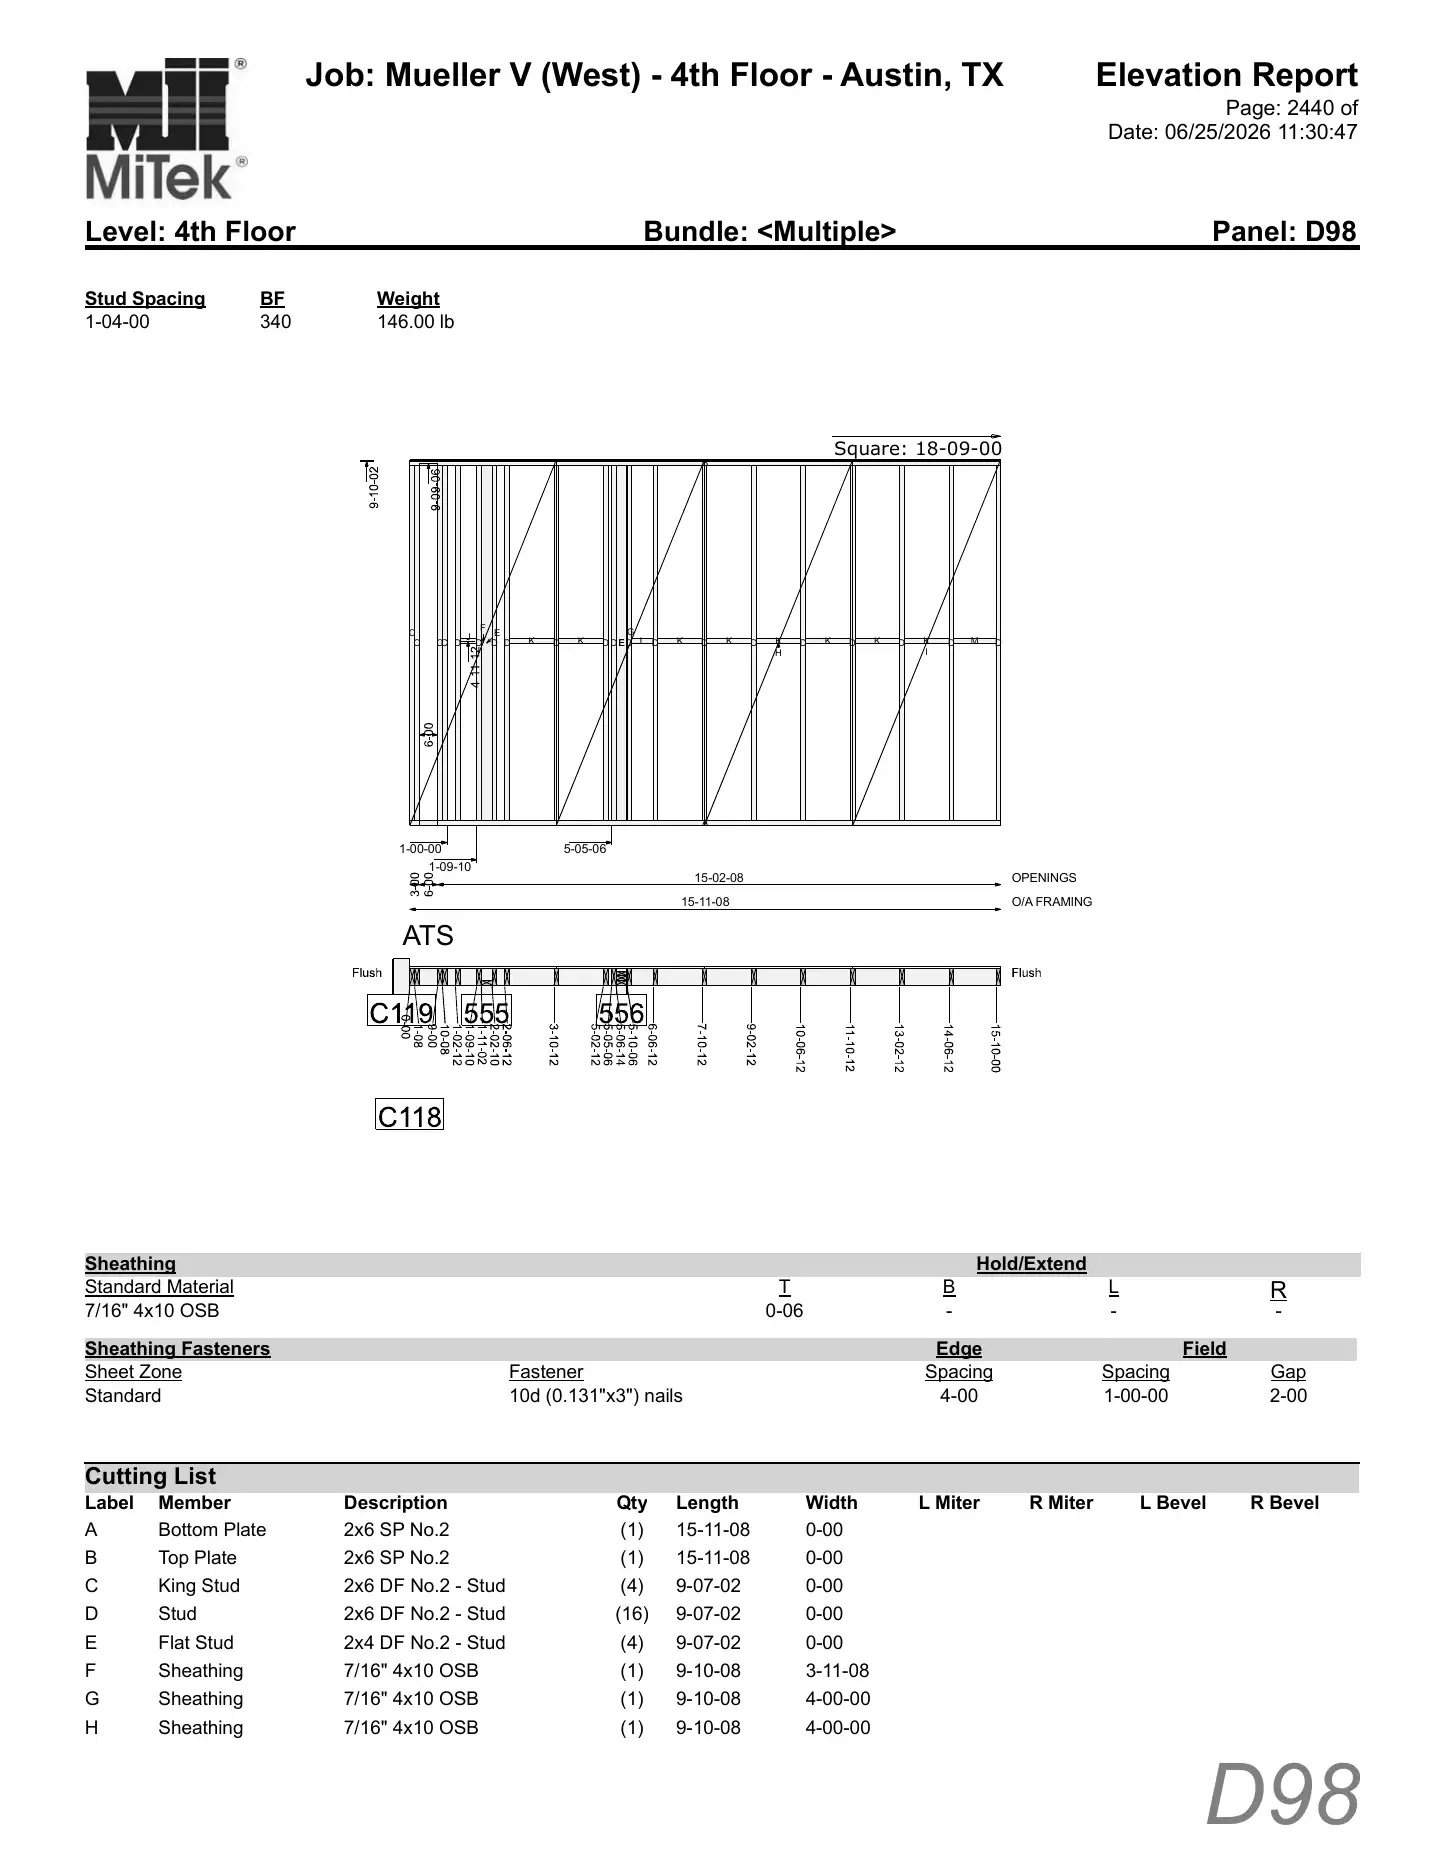 Job: Mueller V (West) - 4th Floor - Austin, TX
Elevation Report
Page: 2440 of
Date: 06/25/2026 11:30:47
MiTek®
Level: 4th Floor Bundle: <Multiple> Panel: D98
Stud Spacing BF Weight
1-04-00 340 146.00 lb
Square: 18-09-00
9-10-02
C F E K K E G K K H K K I M
4-11-12
6-00
1-00-00 5-05-06
1-09-10
3-00 6-00 15-02-08 OPENINGS
15-11-08 O/A FRAMING
ATS
Flush Flush
C119 555 556
0-00 1-08 9-00 10-08 1-02-12 1-09-10 1-11-02 2-02-10 2-06-12 3-10-12 5-02-12 5-05-06 5-06-14 5-10-06 6-06-12 7-10-12 9-02-12 10-06-12 11-10-12 13-02-12 14-06-12 15-10-00
C118
Sheathing Hold/Extend
Standard Material T B L R
7/16" 4x10 OSB 0-06 - - -
Sheathing Fasteners Edge Field
Sheet Zone Fastener Spacing Spacing Gap
Standard 10d (0.131"x3") nails 4-00 1-00-00 2-00
Cutting List
Label Member Description Qty Length Width L Miter R Miter L Bevel R Bevel
A Bottom Plate 2x6 SP No.2 (1) 15-11-08 0-00
B Top Plate 2x6 SP No.2 (1) 15-11-08 0-00
C King Stud 2x6 DF No.2 - Stud (4) 9-07-02 0-00
D Stud 2x6 DF No.2 - Stud (16) 9-07-02 0-00
E Flat Stud 2x4 DF No.2 - Stud (4) 9-07-02 0-00
F Sheathing 7/16" 4x10 OSB (1) 9-10-08 3-11-08
G Sheathing 7/16" 4x10 OSB (1) 9-10-08 4-00-00
H Sheathing 7/16" 4x10 OSB (1) 9-10-08 4-00-00
D98